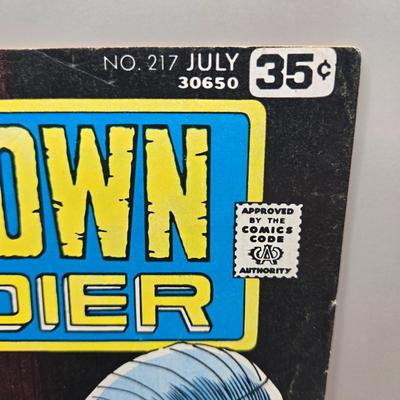 NO. 217 JULY 35¢
30650
OWN
DIER
APPROVED
BY THE
COMICS
CODE
CA
AUTHORITY